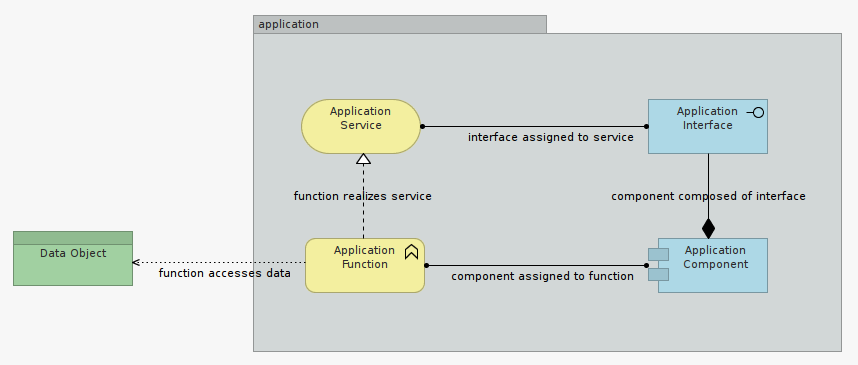 application
Application
Service
Application
Interface
interface assigned to service
function realizes service
component composed of interface
Data Object
Application
Function
Application
Component
function accesses data
component assigned to function